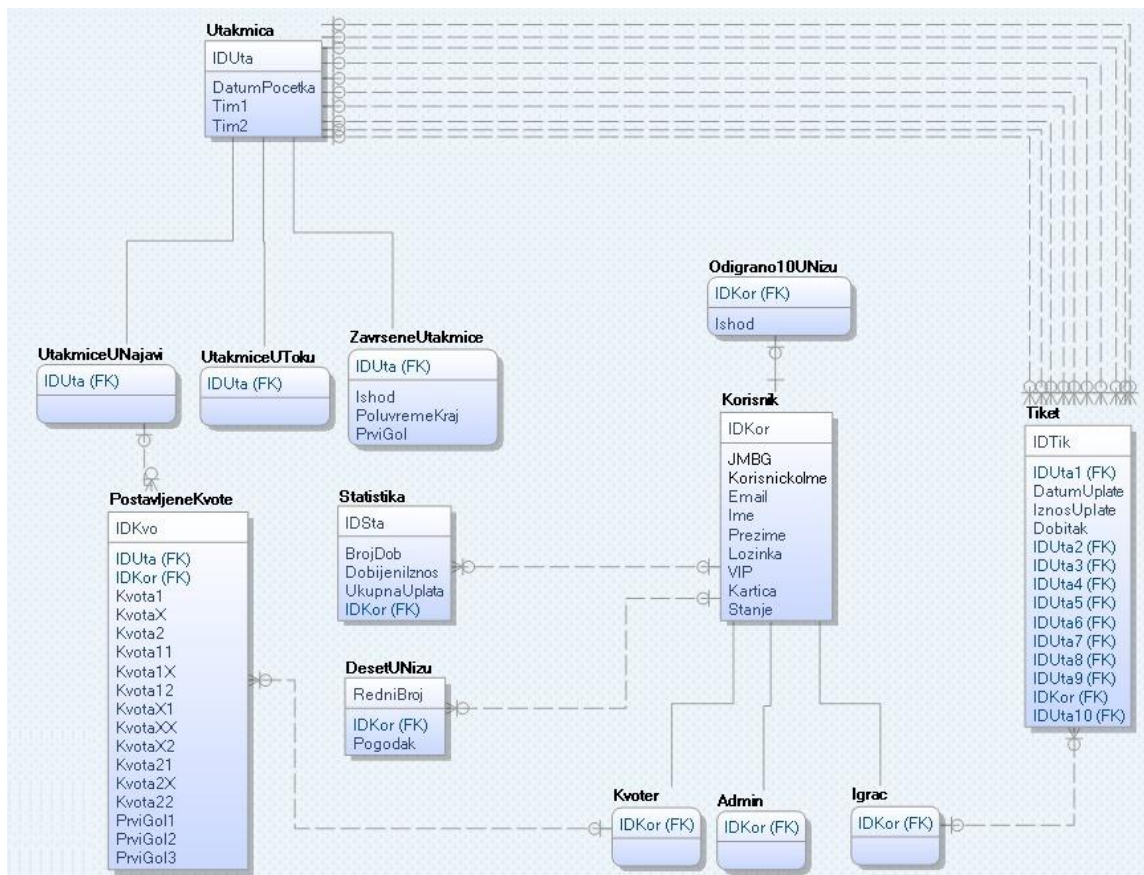 Utakmica
IDUta
DatumPocetka
Tim1
Tim2
UtakmiceUNajavi
IDUta (FK)
UtakmiceUToku
IDUta (FK)
ZavrseneUtakmice
IDUta (FK)
Ishod
PoluvremeKraj
PrviGol
Odigrano10UNizu
IDKor (FK)
Ishod
Korisnik
IDKor
JMBG
KorisnickoIme
Email
Ime
Prezime
Lozinka
VIP
Kartica
Stanje
Tiket
IDTik
IDUta1 (FK)
DatumUplate
IznosUplate
Dobitak
IDUta2 (FK)
IDUta3 (FK)
IDUta4 (FK)
IDUta5 (FK)
IDUta6 (FK)
IDUta7 (FK)
IDUta8 (FK)
IDUta9 (FK)
IDKor (FK)
IDUta10 (FK)
PostavljeneKvote
IDKvo
IDUta (FK)
IDKor (FK)
Kvota1
KvotaX
Kvota2
Kvota11
Kvota1X
Kvota12
KvotaX1
KvotaXX
KvotaX2
Kvota21
Kvota2X
Kvota22
PrviGol1
PrviGol2
PrviGol3
Statistika
IDSta
BrojDob
DobijeniIznos
UkupnaUplata
IDKor (FK)
DesetUNizu
RedniBroj
IDKor (FK)
Pogodak
Kvoter
IDKor (FK)
Admin
IDKor (FK)
Igrac
IDKor (FK)